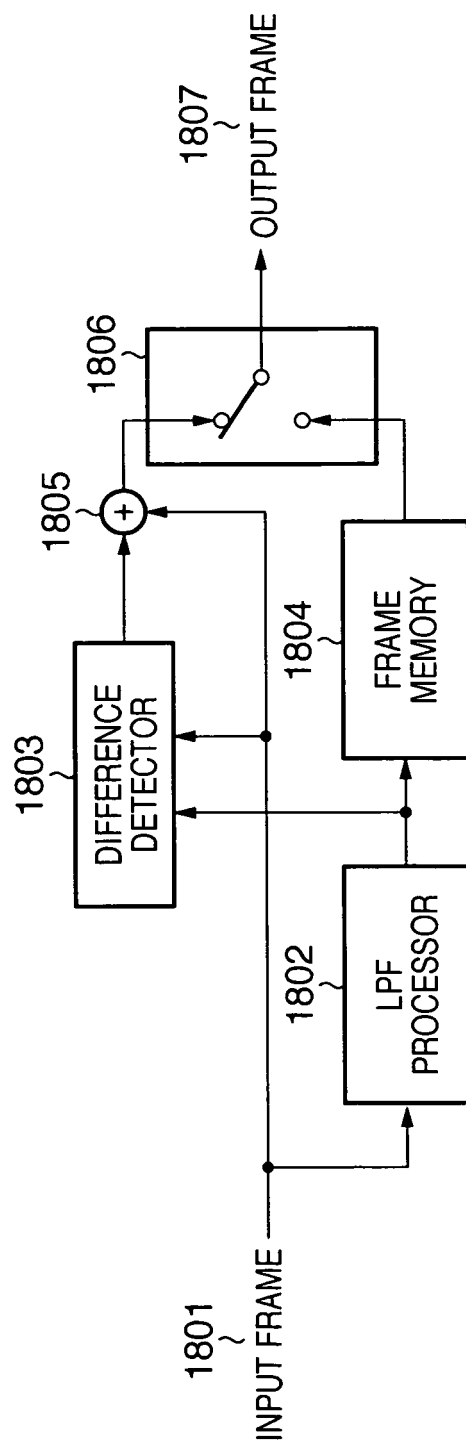 1801
INPUT FRAME
1802
LPF
PROCESSOR
1803
DIFFERENCE
DETECTOR
1804
FRAME
MEMORY
1805
+
1806
1807
OUTPUT FRAME